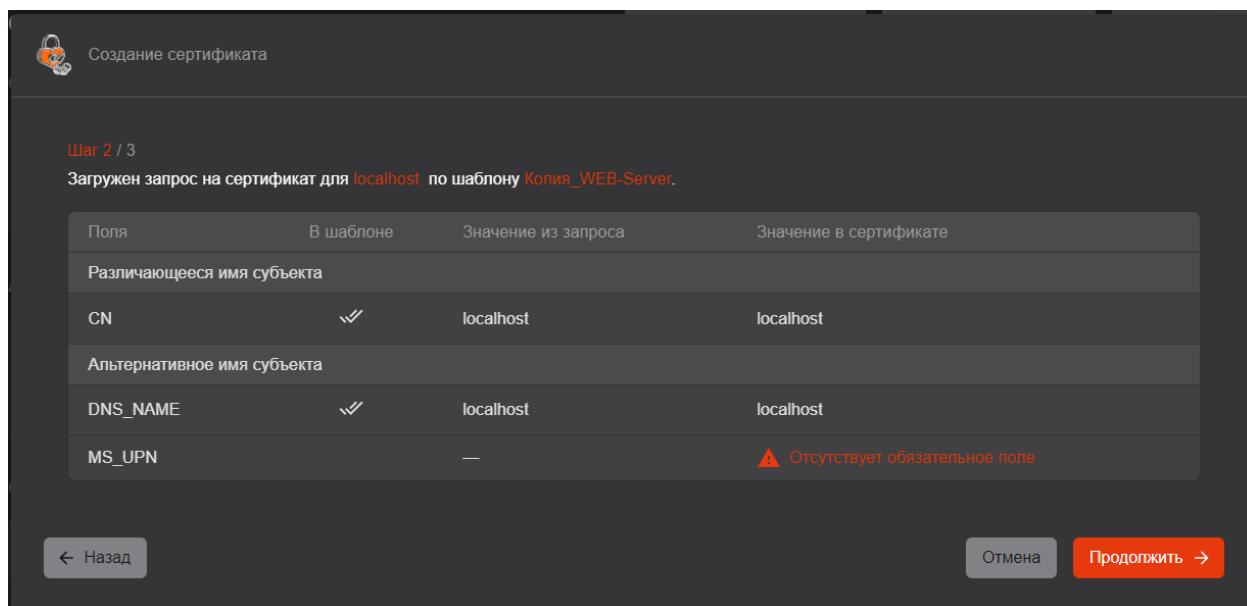 Создание сертификата
Шаг 2 / 3
Загружен запрос на сертификат для localhost по шаблону Копия_WEB-Server.
Поля В шаблоне Значение из запроса Значение в сертификате
Различающееся имя субъекта
CN localhost localhost
Альтернативное имя субъекта
DNS_NAME localhost localhost
MS_UPN — Отсутствует обязательное поле
Назад Отмена Продолжить